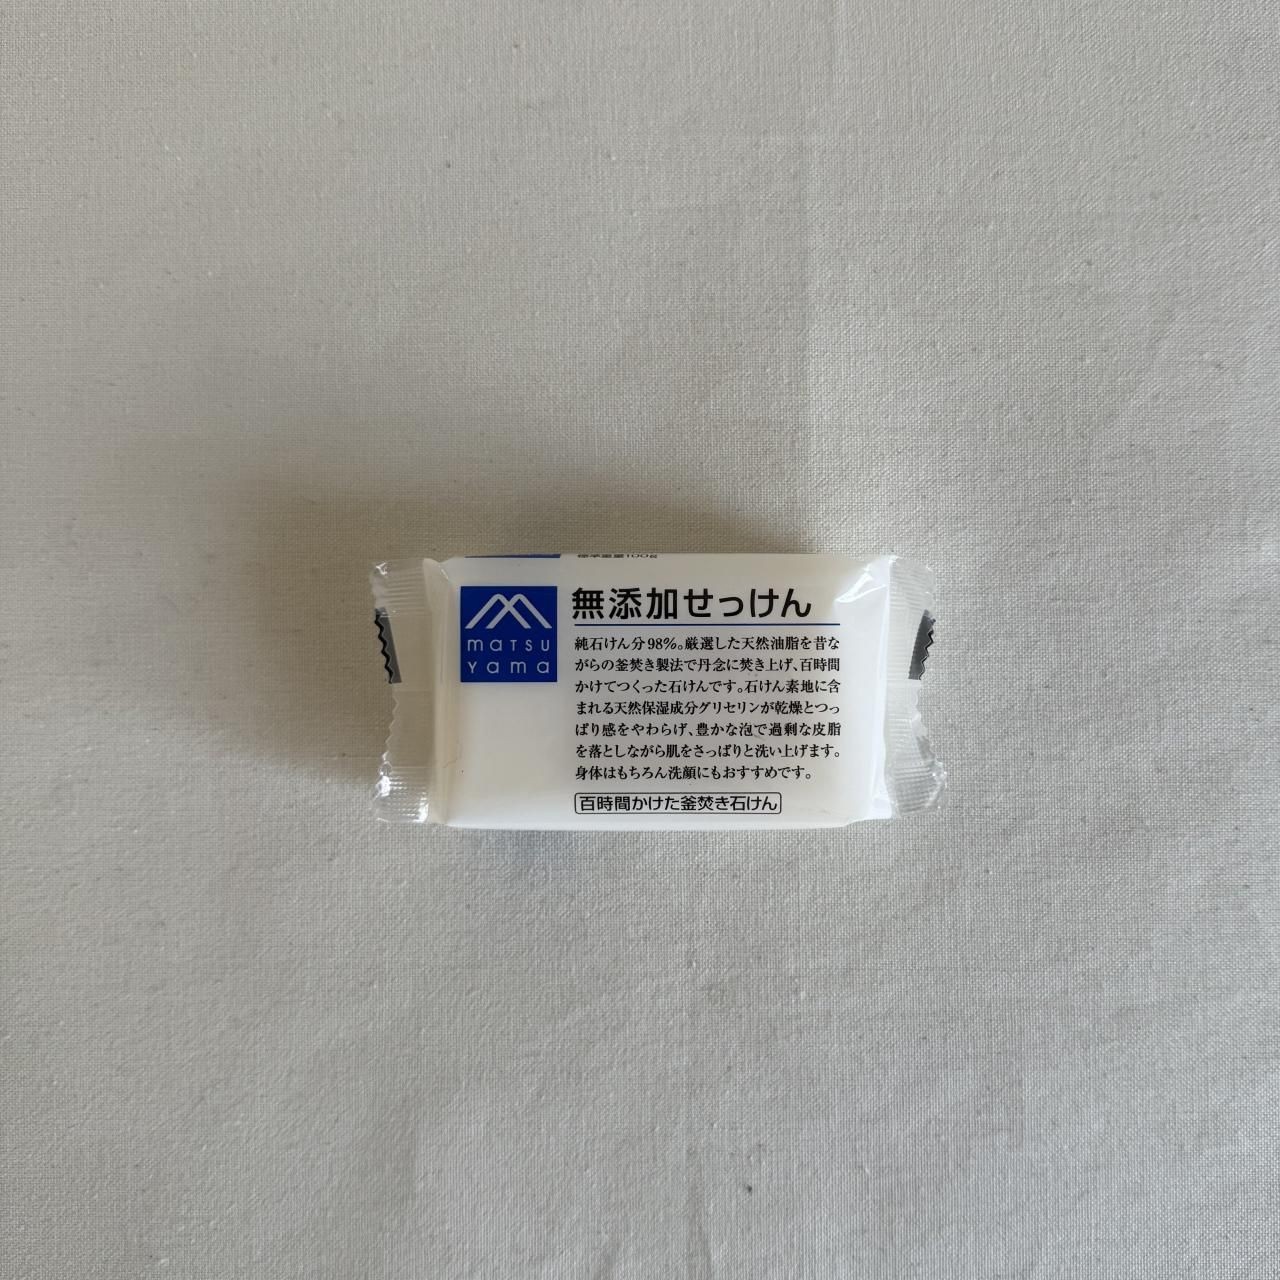 標準重量100g
matsu
yama
無添加せっけん
純石けん分98%。厳選した天然油脂を昔な
がらの釜焚き製法で丹念に焚き上げ、百時間
かけてつくった石けんです。石けん素地に含
まれる天然保湿成分グリセリンが乾燥とつっ
ぱり感をやわらげ、豊かな泡で過剰な皮脂
を落としながら肌をさっぱりと洗い上げます。
身体はもちろん洗顔にもおすすめです。
百時間かけた釜焚き石けん